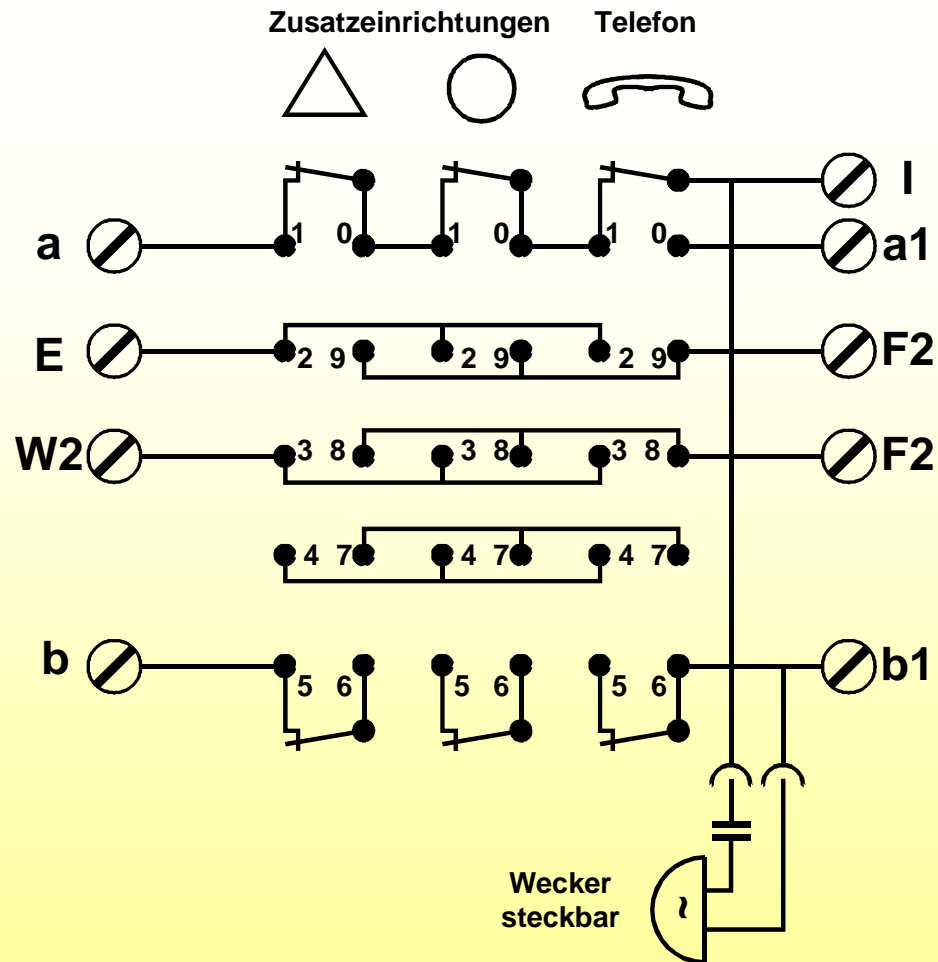 Zusatzeinrichtungen Telefon
I
a 1 0 1 0 1 0 a1
E 2 9 2 9 2 9 F2
W2 3 8 3 8 3 8 F2
4 7 4 7 4 7
b 5 6 5 6 5 6 b1
Wecker
steckbar
~